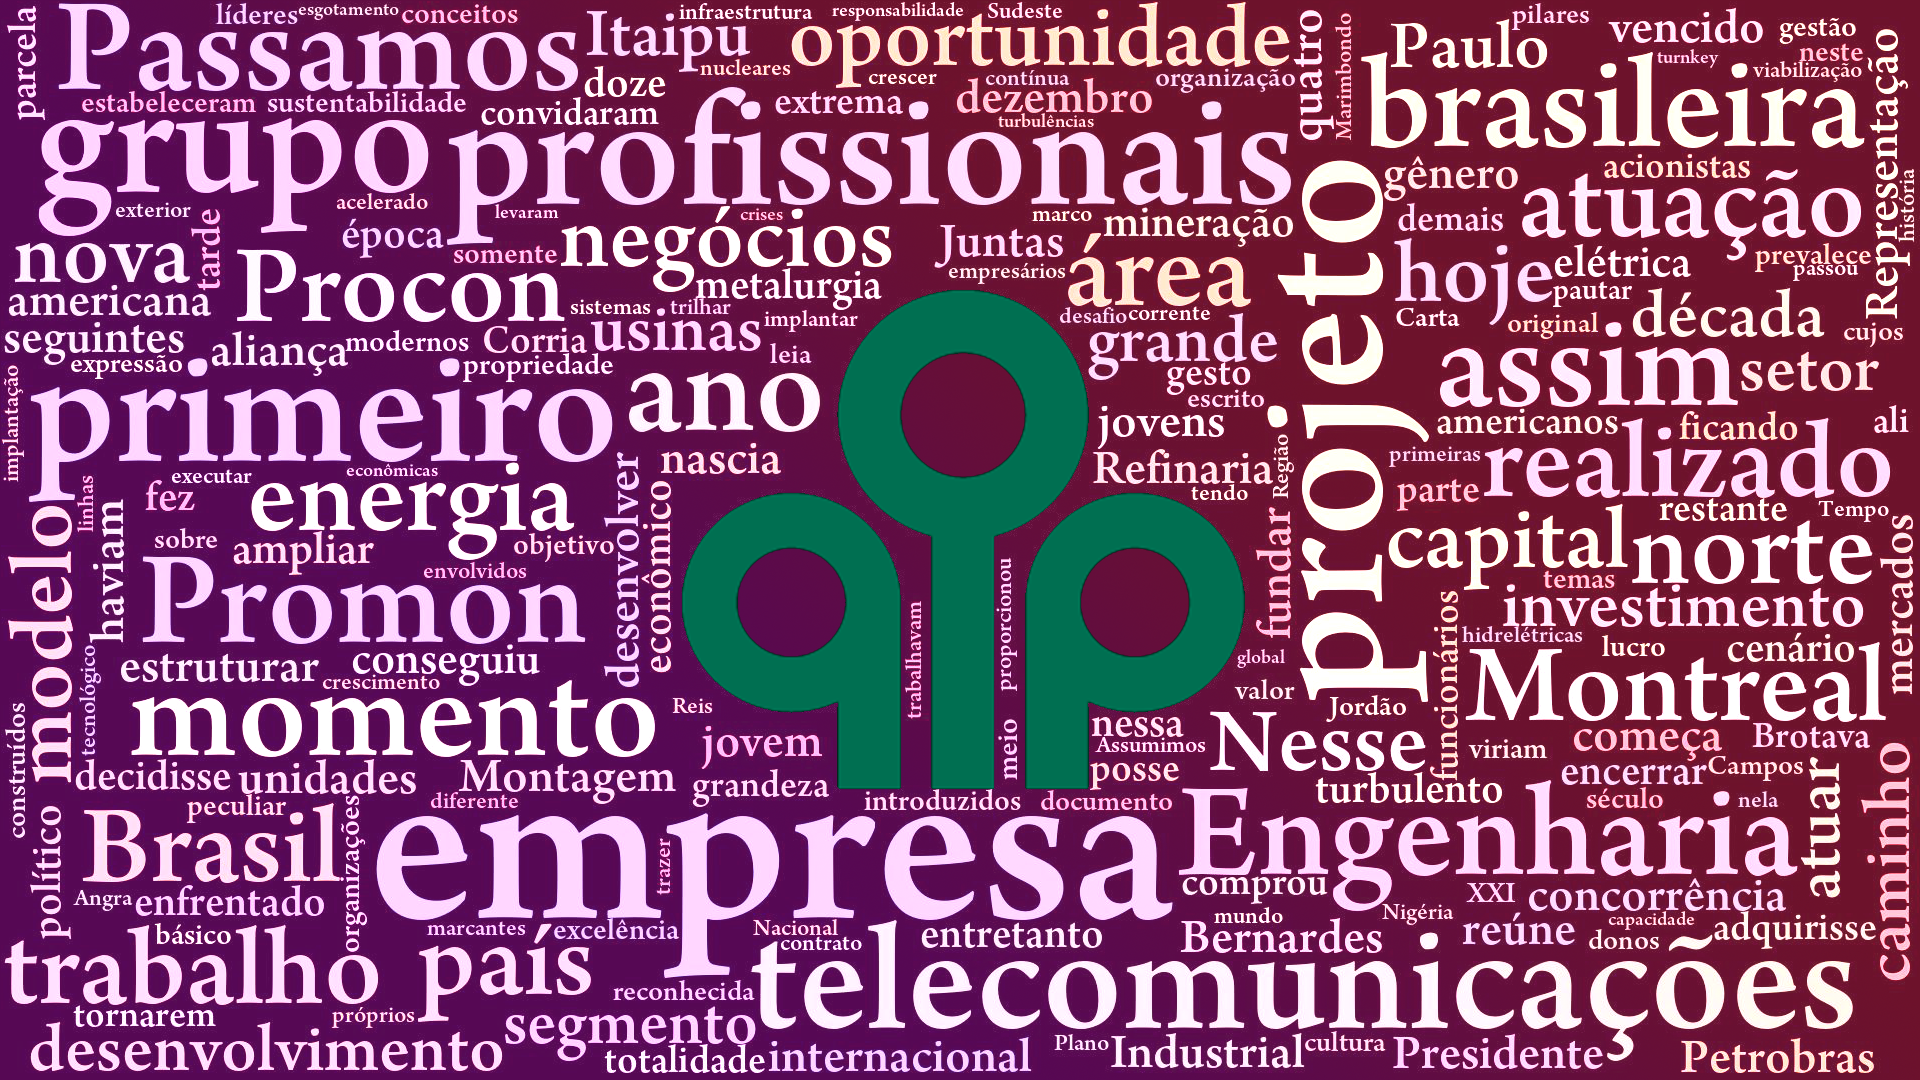 parcela
Passamos
líderes
esgotamento
conceitos
Itaipu
infraestrutura
responsabilidade
Sudeste
oportunidade
quatro
Marimbondo
Paulo
pilares
vencido
gestão
turnkey
neste
viabilização
Representação
doze
nucleares
crescer
contínua
organização
estabeleceram
sustentabilidade
convidaram
extrema
dezembro
turbulências
brasileira
grupo
profissionais
projeto
gênero
acionistas
história
exterior
tarde
acelerado
levaram
crises
marco
mineração
demais
atuação
nova
época
somente
negócios
Juntas
empresários
área
hoje
elétrica
prevalece
passou
americana
Procon
metalurgia
sistemas
trilhar
implantar
desafio
corrente
pautar
Carta
original
década
cujos
seguintes
expressão
aliança
modernos
Corria
usinas
propriedade
leia
grande
gesto
escrito
assim
setor
implantação
primeiro
ano
jovens
americanos
ficando
ali
nascia
Refinaria
Região
primeiras
realizado
executar
econômicas
tendo
parte
restante
Tempo
modelo
linhas
haviam
fez
energia
desenvolver
econômico
fundar
capital
norte
mercados
sobre
ampliar
objetivo
envolvidos
temas
Promon
trabalhavam
proporcionou
meio
funcionários
investimento
hidrelétricas
lucro
cenário
tecnológico
estruturar
conseguiu
crescimento
global
valor
Montreal
construídos
momento
Reis
Jordão
jovem
nessa
Assumimos
Nesse
viriam
começa
Brotava
decidisse
unidades
Montagem
grandeza
posse
turbulento
encerrar
Campos
atuar
caminho
político
peculiar
diferente
introduzidos
documento
século
nela
Brasil
organizações
empresa
trazer
Engenharia
Angra
enfrentado
comprou
XXI
concorrência
básico
marcantes
excelência
Nacional
contrato
entretanto
mundo
Bernardes
Nigéria
reúne
capacidade
donos
adquirisse
trabalho
país
reconhecida
telecomunicações
tornarem
próprios
segmento
desenvolvimento
totalidade
internacional
Plano
Industrial
cultura
Presidente
Petrobras